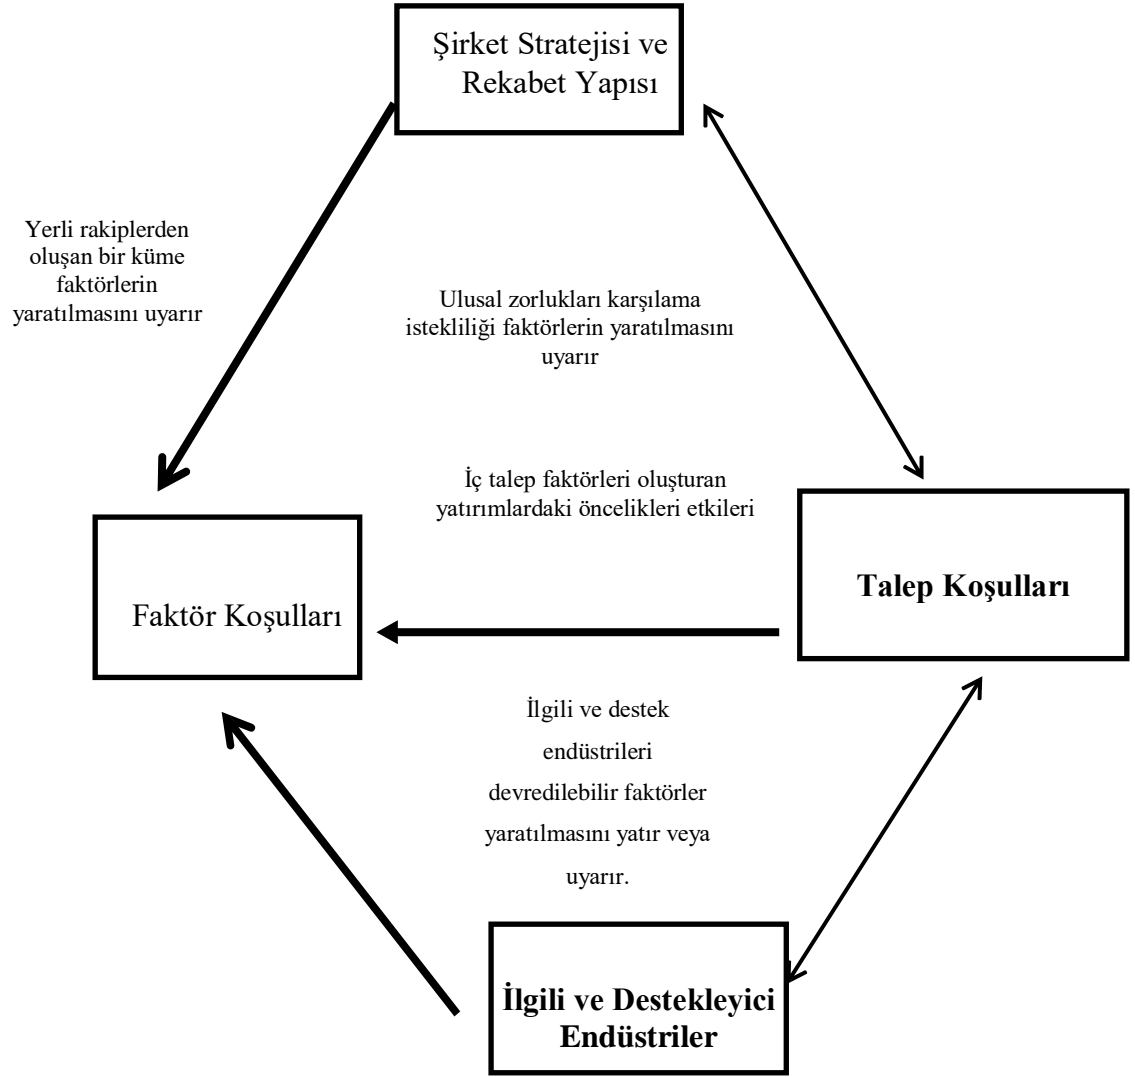 Şirket Stratejisi ve
Rekabet Yapısı
Yerli rakiplerden
oluşan bir küme
faktörlerin
yaratılmasını uyarır
Ulusal zorlukları karşılama
istekliliği faktörlerin yaratılmasını
uyarır
İç talep faktörleri oluşturan
yatırımlardaki öncelikleri etkileri
Talep Koşulları
Faktör Koşulları
İlgili ve destek
endüstrileri
devredilebilir faktörler
yaratılmasını yatır veya
uyarır.
İlgili ve Destekleyici
Endüstriler